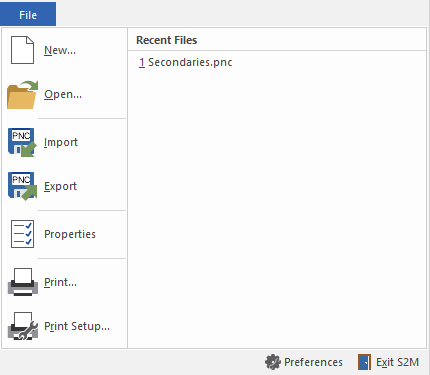 File
Recent Files
New...
1 Secondaries.pnc
Open...
PNC
Import
PNC
Export
Properties
Print...
Print Setup...
Preferences
Exit S2M